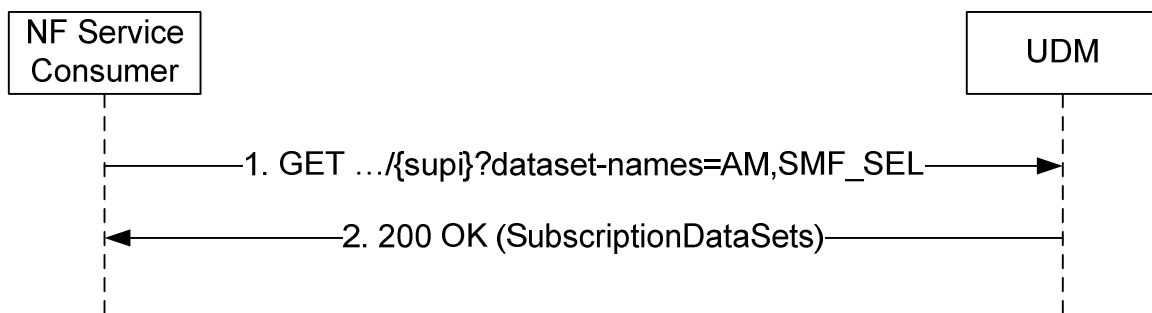 NF Service
Consumer
UDM
1. GET …/{supi}?dataset-names=AM,SMF_SEL
2. 200 OK (SubscriptionDataSets)